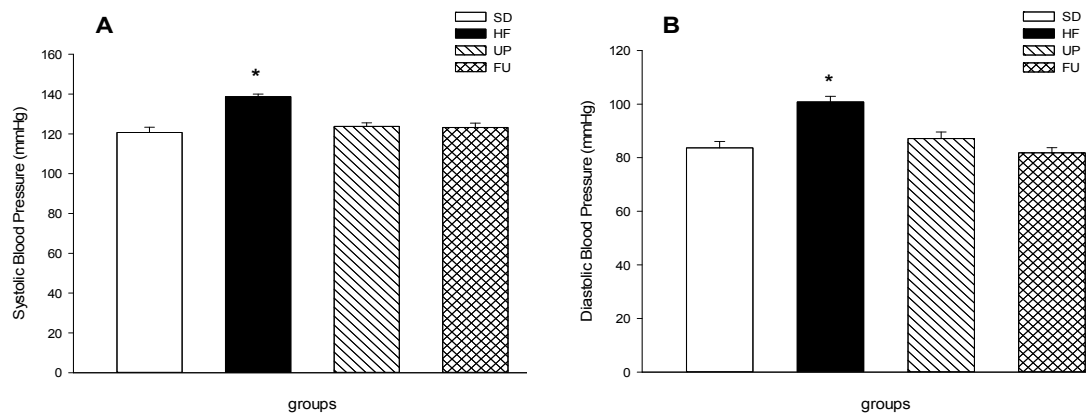 A
SD
HF
UP
FU
Systolic Blood Pressure (mmHg)
160
140
120
100
80
60
40
20
0
*
groups
B
SD
HF
UP
FU
Diastolic Blood Pressure (mmHg)
120
100
80
60
40
20
0
*
groups